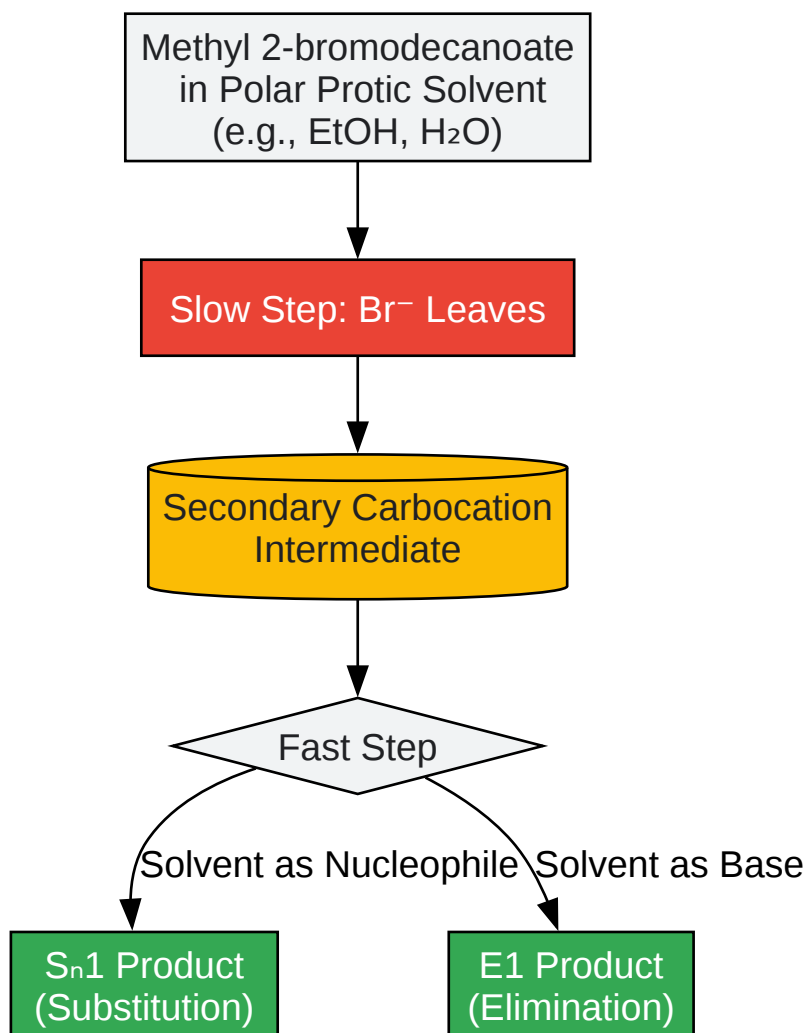 Methyl 2-bromodecanoate
in Polar Protic Solvent
(e.g., EtOH, H₂O)
Slow Step: Br⁻ Leaves
Secondary Carbocation
Intermediate
Fast Step
Solvent as Nucleophile
Solvent as Base
Sₙ1 Product
(Substitution)
E1 Product
(Elimination)